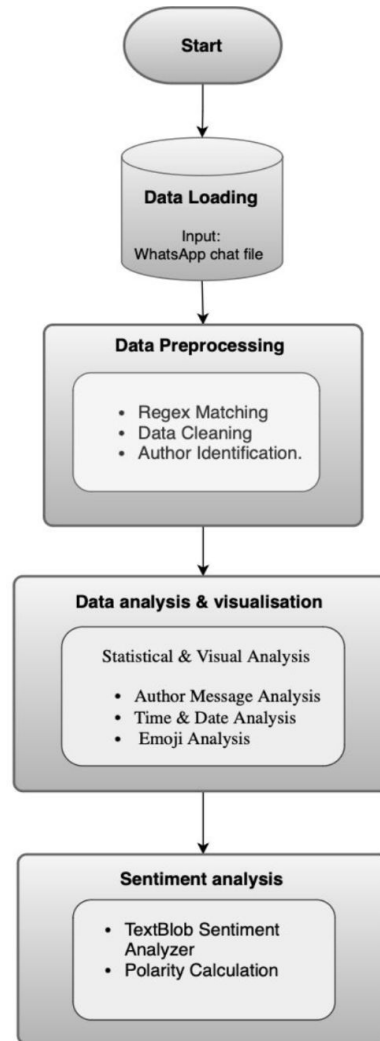 Start
Data Loading
Input:
WhatsApp chat file
Data Preprocessing
• Regex Matching
• Data Cleaning
• Author Identification.
Data analysis & visualisation
Statistical & Visual Analysis
• Author Message Analysis
• Time & Date Analysis
• Emoji Analysis
Sentiment analysis
• TextBlob Sentiment
Analyzer
• Polarity Calculation